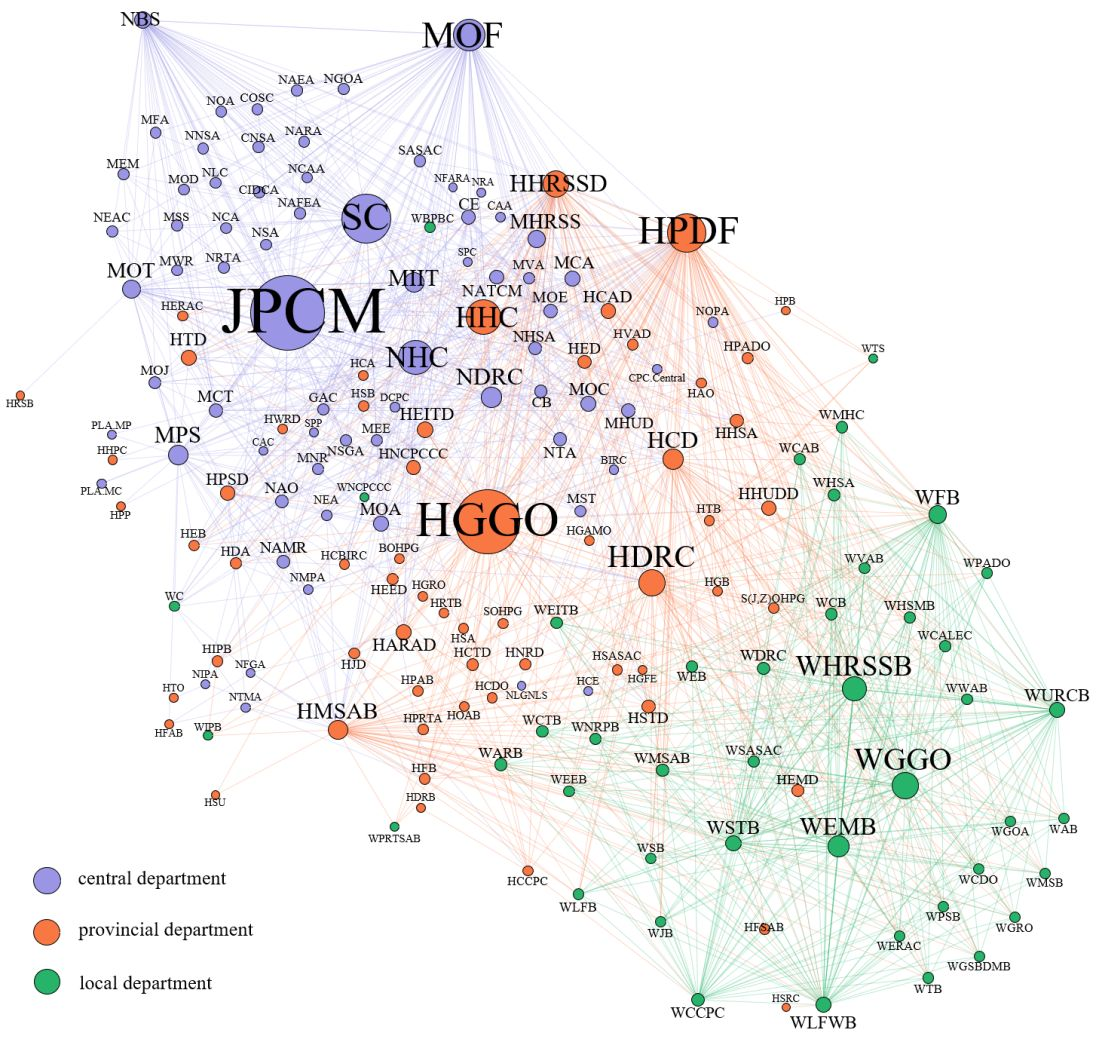 NBS
MOF
NAEA
NGOA
NOA
COSC
MFA
NNSA
CNSA
NARA
SASAC
MEM
MOD
NLC
NCAA
CIDCA
NFARA
NRA
HHRSSD
NEAC
MSS
NCA
NAFEA
SC
WBPBC
CE
CAA
MHRSS
HPDF
NSA
MWR
NRTA
SPC
MOT
MIIT
NATCM
MVA
MCA
HERAC
JPCM
HHC
MOE
HCAD
NOPA
HPB
HTD
NHC
NHSA
HED
HVAD
HPADO
WTS
MOJ
HCA
NDRC
CPC.Central
HAO
HRSB
MCT
GAC
HSB
DCPC
CB
MOC
MHUD
WMHC
PLA.MP
MPS
HWRD
SPP
HEITD
HHSA
HHPC
CAC
NSGA
MEE
NTA
HCD
WCAB
MNR
HNCPCCC
BIRC
PLA.MC
HPSD
NAO
WNCPCCC
WHSA
HPP
NEA
MOA
HGGO
MST
HTB
HHUDD
WFB
HEB
HGAMO
HDA
NAMR
HCBIRC
BOHPG
HDRC
WVAB
WPADO
WC
NMPA
HEED
HGRO
HGB
S(J,Z)OHPG
HRTB
SOHPG
WEITB
WCB
WHSMB
HARAD
HSA
WCALEC
HIPB
HJD
HCTD
HNRD
HSASAC
HGFE
WEB
WDRC
WHRSSB
NIPA
NFGA
HPAB
HCDO
NLGNLS
HCE
WWAB
WURCB
HTO
NTMA
HMSAB
HOAB
HSTD
HFAB
WIPB
HPRTA
WCTB
WNRPB
WARB
WMSAB
WSASAC
WGGO
HFB
WEEB
HEMD
HSU
HDRB
WPRTSAB
WSTB
WEMB
WGOA
WAB
WSB
HCCPC
WCDO
WMSB
central department
WLFB
WPSB
WGRO
provincial department
WJB
HFSAB
WERAC
WGSBDMB
local department
WTB
HSRC
WCCPC
WLFWB